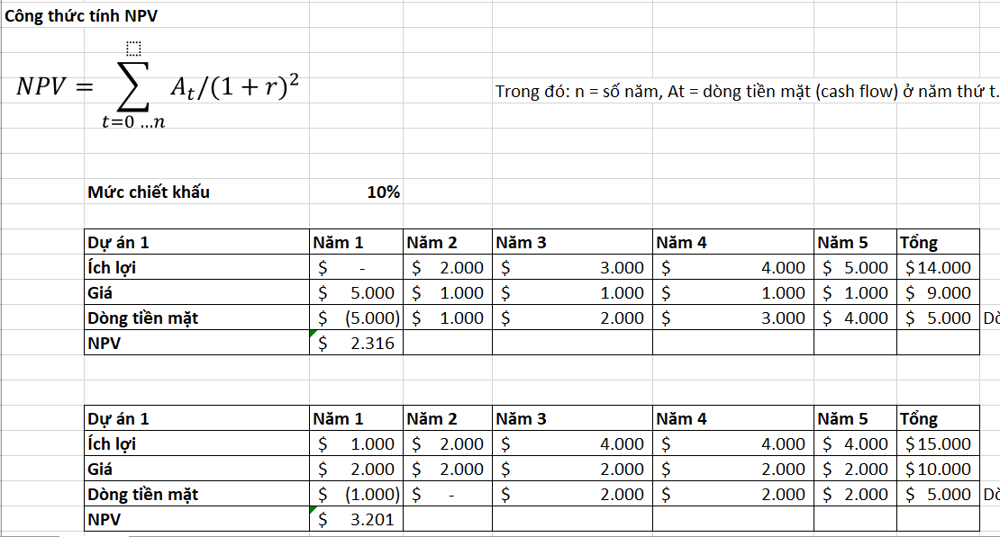 Công thức tính NPV
NPV = ∑ t=0 …n A_t/(1 + r)^2
Trong đó: n = số năm, At = dòng tiền mặt (cash flow) ở năm thứ t.
Mức chiết khấu 10%
Dự án 1 Năm 1 Năm 2 Năm 3 Năm 4 Năm 5 Tổng
Ích lợi $ - $ 2.000 $ 3.000 $ 4.000 $ 5.000 $14.000
Giá $ 5.000 $ 1.000 $ 1.000 $ 1.000 $ 1.000 $ 9.000
Dòng tiền mặt $ (5.000) $ 1.000 $ 2.000 $ 3.000 $ 4.000 $ 5.000
NPV $ 2.316
Dự án 1 Năm 1 Năm 2 Năm 3 Năm 4 Năm 5 Tổng
Ích lợi $ 1.000 $ 2.000 $ 4.000 $ 4.000 $ 4.000 $15.000
Giá $ 2.000 $ 2.000 $ 2.000 $ 2.000 $ 2.000 $10.000
Dòng tiền mặt $ (1.000) $ - $ 2.000 $ 2.000 $ 2.000 $ 5.000
NPV $ 3.201